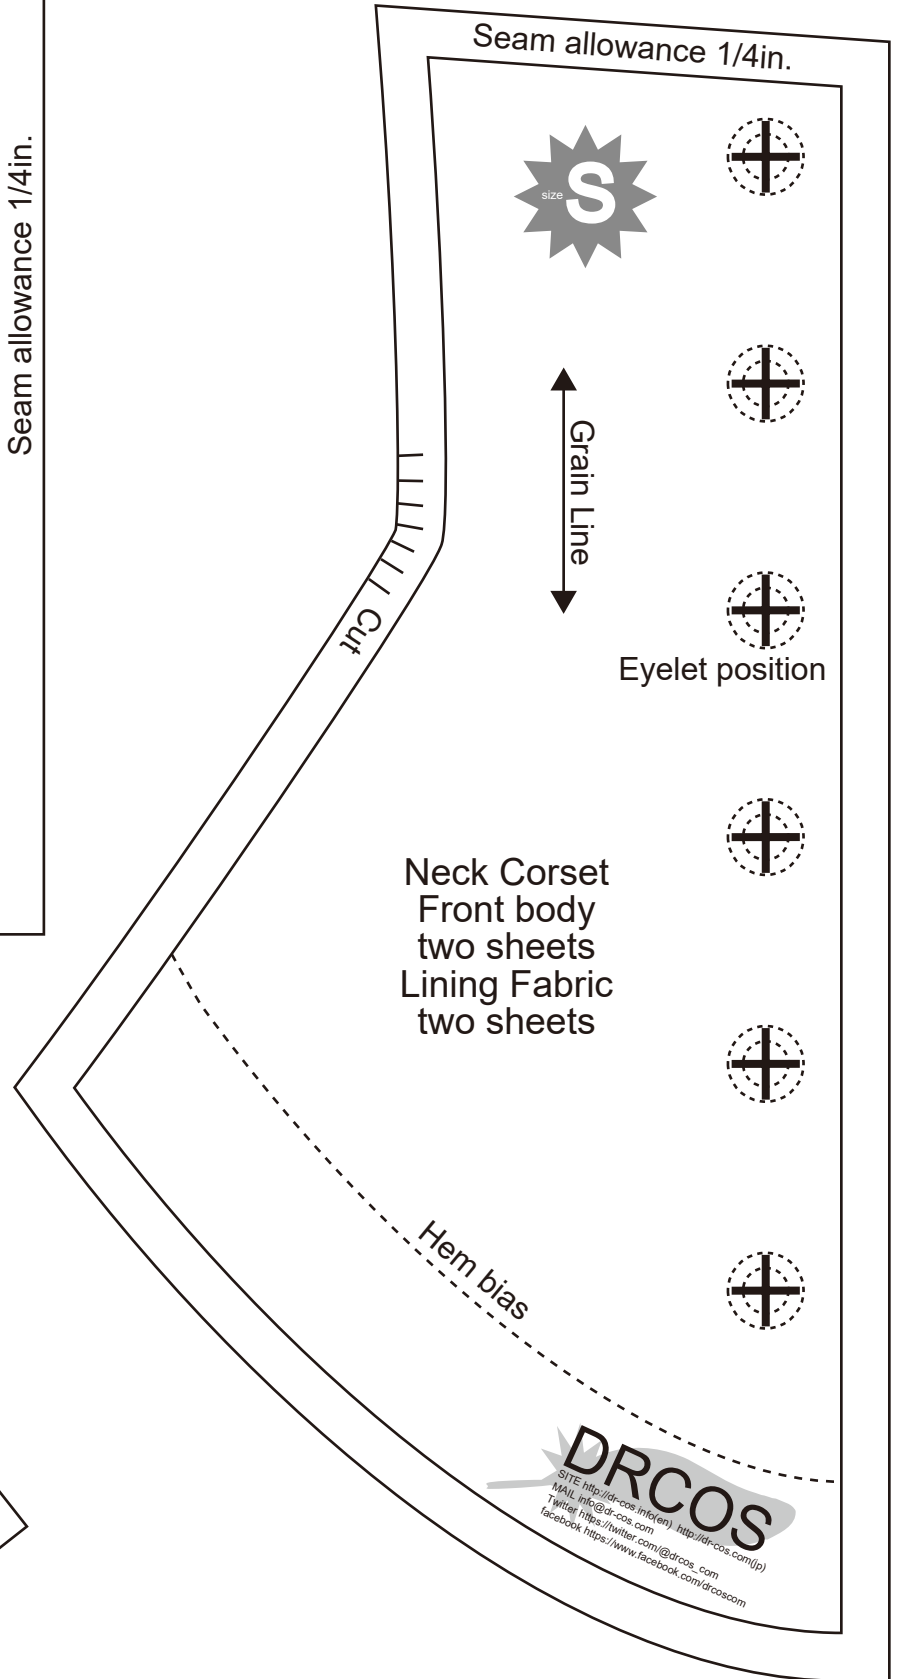 Seam allowance 1/4in.
Seam allowance 1/4in.
size S
Grain Line
Cut
Eyelet position
Neck Corset
Front body
two sheets
Lining Fabric
two sheets
Hem bias
DRCOS
SITE http://dr-cos.info(en) http://dr-cos.com(jp)
MAIL info@dr-cos.com
Twitter https://twitter.com/@drcos_com
facebook https://www.facebook.com/drcoscom